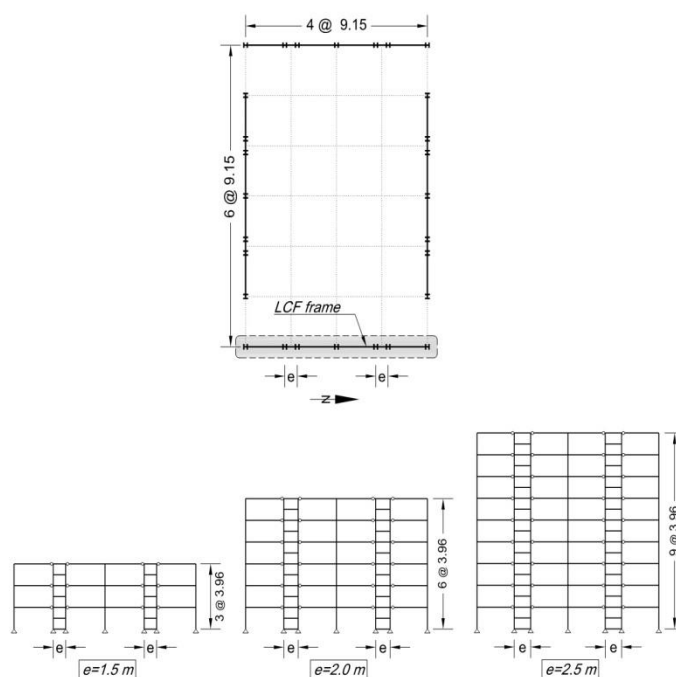 4 @ 9.15
6 @ 9.15
LCF frame
e
e
N
3 @ 3.96
e
e
e=1.5 m
6 @ 3.96
e
e
e=2.0 m
9 @ 3.96
e
e
e=2.5 m